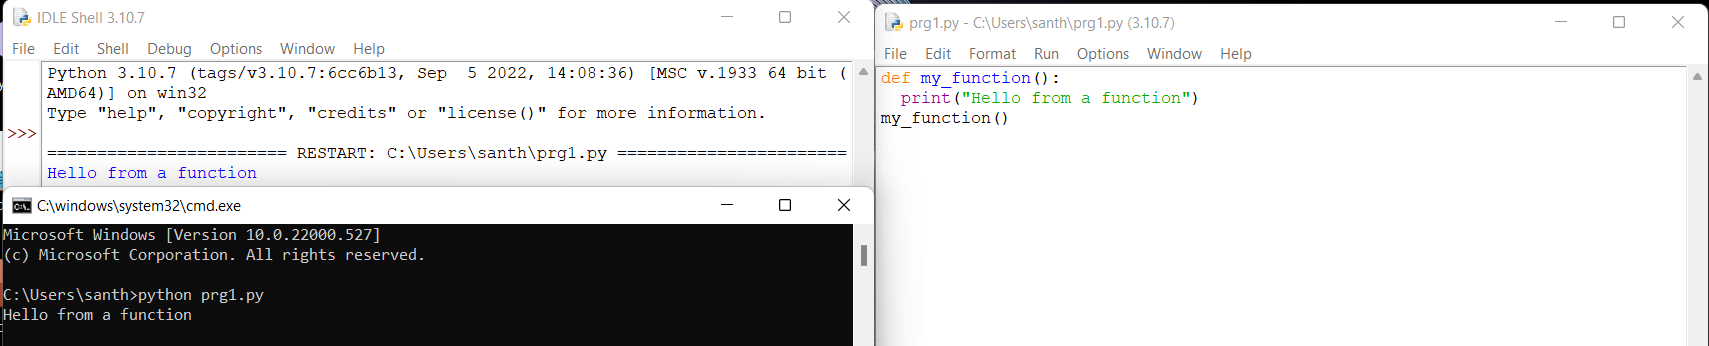 IDLE Shell 3.10.7
File Edit Shell Debug Options Window Help
Python 3.10.7 (tags/v3.10.7:6cc6b13, Sep  5 2022, 14:08:36) [MSC v.1933 64 bit (
AMD64)] on win32
Type "help", "copyright", "credits" or "license()" for more information.
>>>
======================== RESTART: C:\Users\santh\prg1.py =======================
Hello from a function
C:\windows\system32\cmd.exe
Microsoft Windows [Version 10.0.22000.527]
(c) Microsoft Corporation. All rights reserved.
C:\Users\santh>python prg1.py
Hello from a function
prg1.py - C:\Users\santh\prg1.py (3.10.7)
File Edit Format Run Options Window Help
def my_function():
  print("Hello from a function")
my_function()